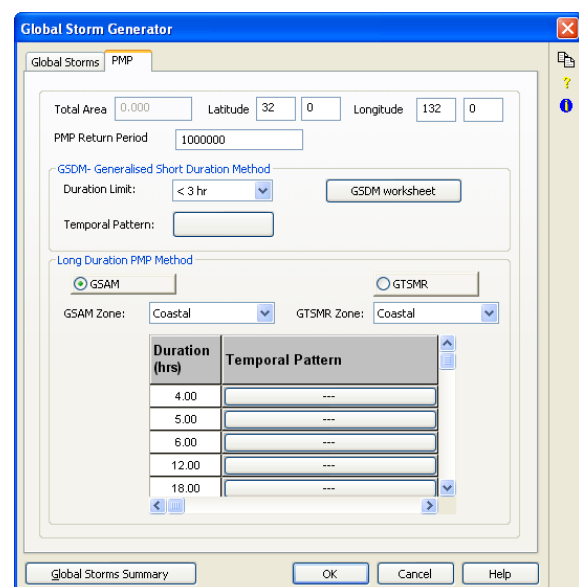 Global Storm Generator
Global Storms PMP
Total Area 0.000 Latitude 32 0 Longitude 132 0
PMP Return Period 1000000
GSDM- Generalised Short Duration Method
Duration Limit: < 3 hr GSDM worksheet
Temporal Pattern:
Long Duration PMP Method
GSAM GTSMR
GSAM Zone: Coastal GTSMR Zone: Coastal
Duration (hrs) Temporal Pattern
4.00 ---
5.00 ---
6.00 ---
12.00 ---
18.00 ---
Global Storms Summary OK Cancel Help